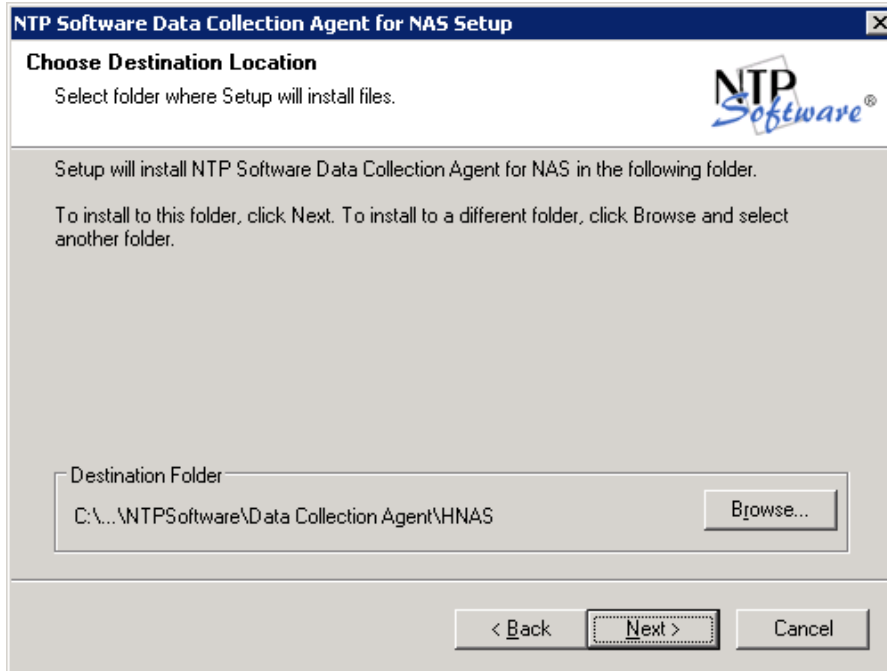 NTP Software Data Collection Agent for NAS Setup
Choose Destination Location
Select folder where Setup will install files.
NTP
Software®
Setup will install NTP Software Data Collection Agent for NAS in the following folder.
To install to this folder, click Next. To install to a different folder, click Browse and select
another folder.
Destination Folder
C:\...\NTPSoftware\Data Collection Agent\HNAS
Browse...
< Back
Next >
Cancel